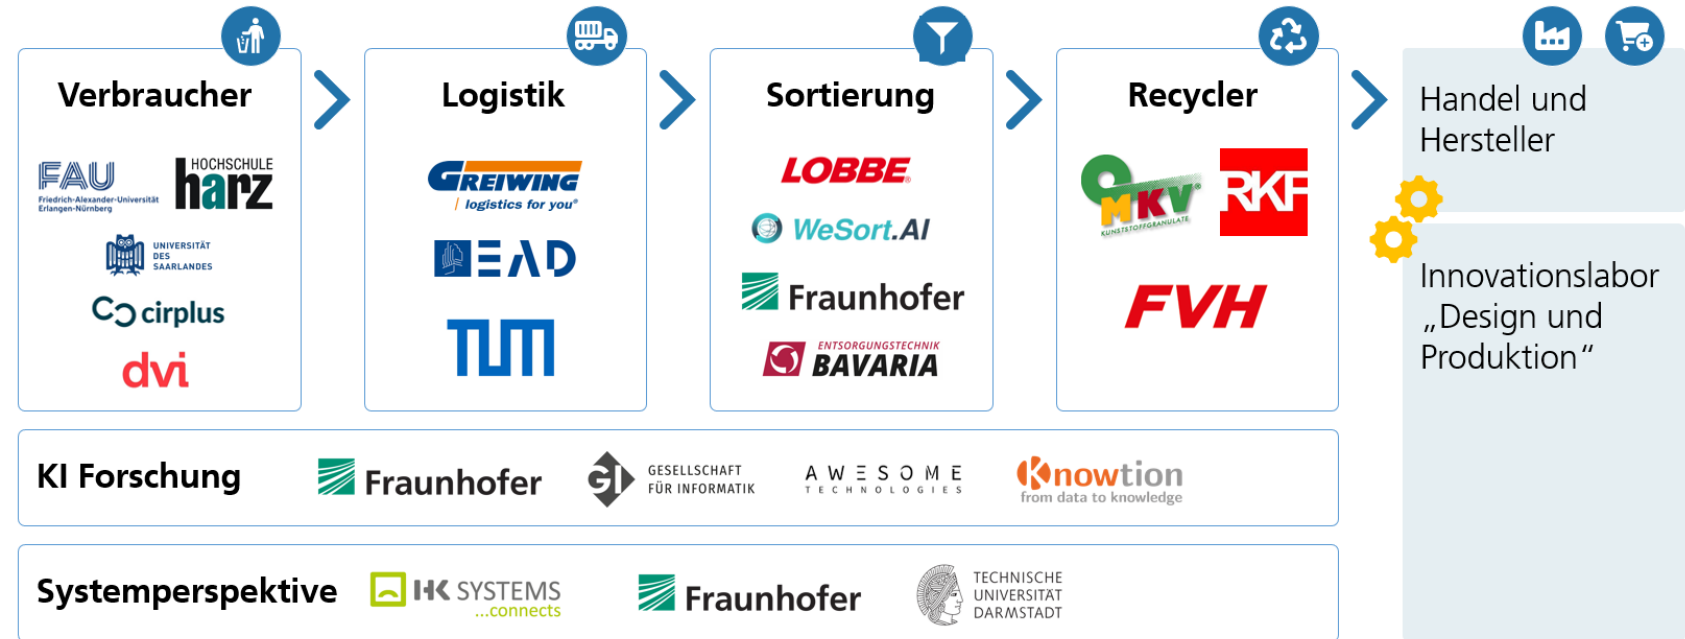 Verbraucher
FAU
Friedrich-Alexander-Universität
Erlangen-Nürnberg
HOCHSCHULE
harz
UNIVERSITÄT
DES
SAARLANDES
cirplus
dvi
Logistik
GREIWING
logistics for you®
EAD
TUM
Sortierung
LOBBE®
WeSort.AI
Fraunhofer
ENTSORGUNGSTECHNIK
BAVARIA
Recycler
MKV®
KUNSTSTOFFGRANULATE
RKF
FVH
Handel und
Hersteller
Innovationslabor
„Design und
Produktion“
KI Forschung
Fraunhofer
GI
GESELLSCHAFT
FÜR INFORMATIK
AWESOME
TECHNOLOGIES
Knowtion
from data to knowledge
Systemperspektive
HK SYSTEMS
...connects
Fraunhofer
TECHNISCHE
UNIVERSITÄT
DARMSTADT